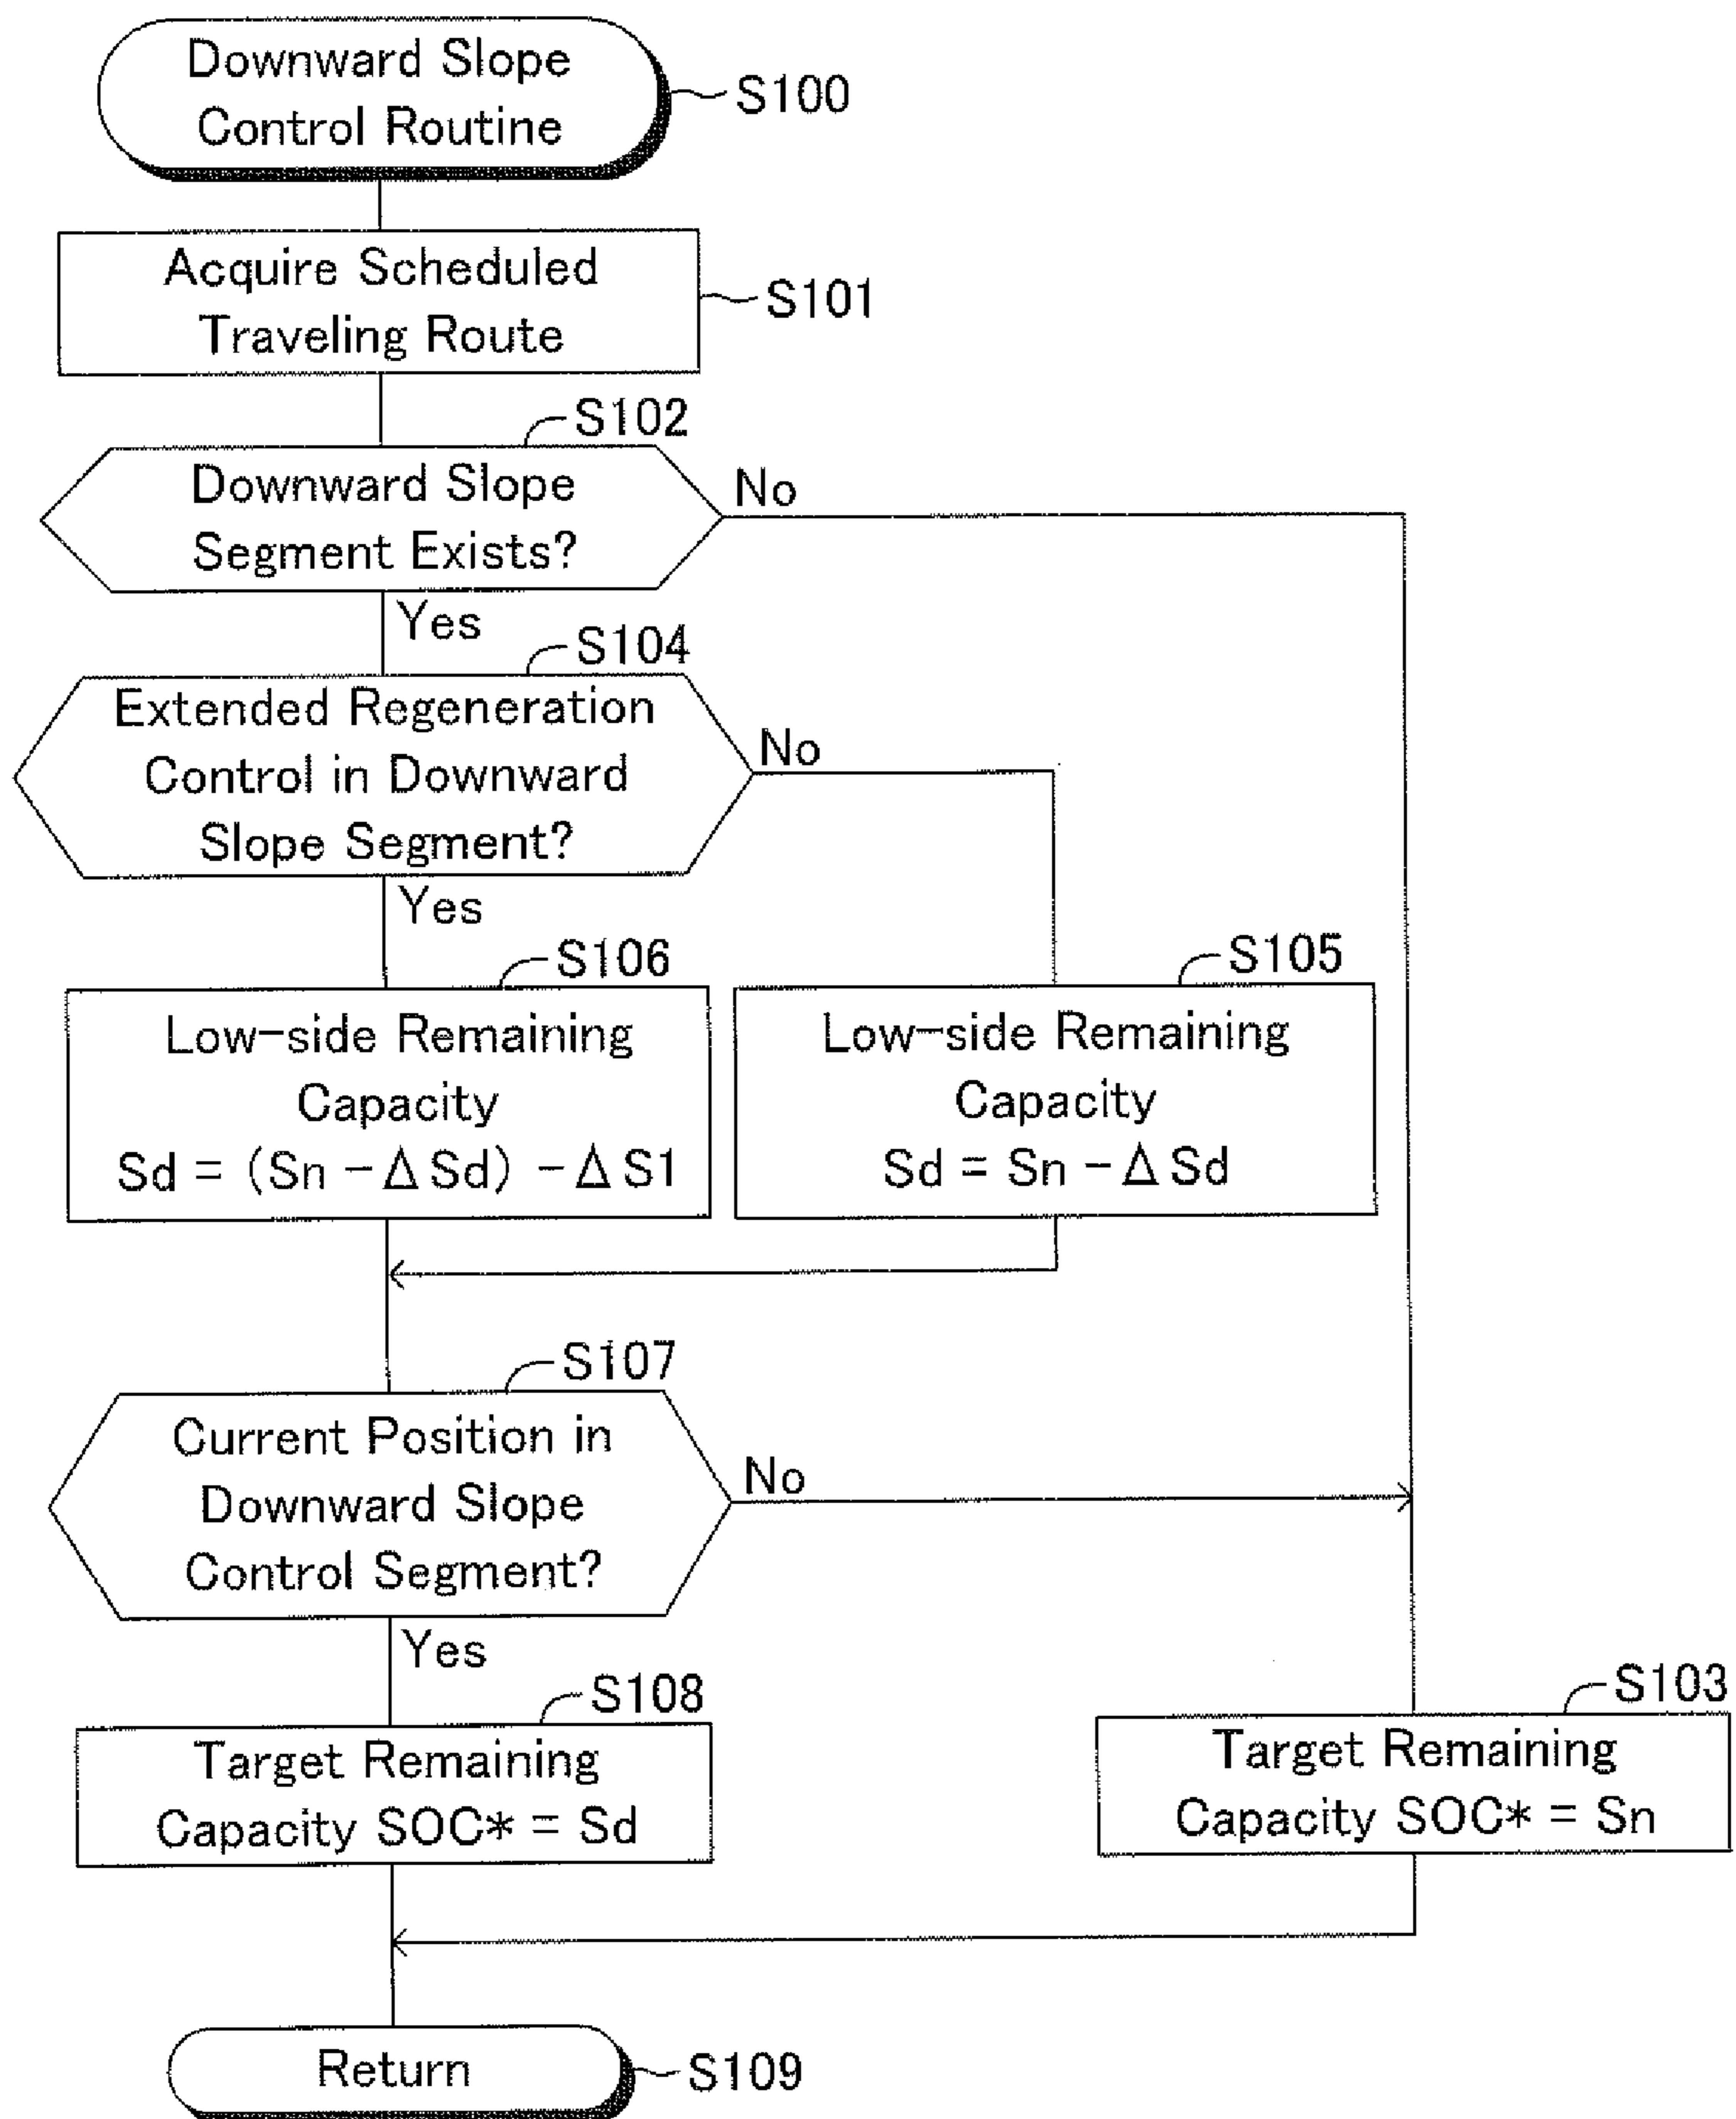 Downward Slope
Control Routine
S100
Acquire Scheduled
Traveling Route
S101
S102
Downward Slope
Segment Exists?
No
Yes
S104
Extended Regeneration
Control in Downward
Slope Segment?
No
Yes
S106
Low-side Remaining
Capacity
Sd = (Sn - Δ Sd) - Δ S1
S105
Low-side Remaining
Capacity
Sd = Sn - Δ Sd
S107
Current Position in
Downward Slope
Control Segment?
No
Yes
S108
Target Remaining
Capacity SOC* = Sd
S103
Target Remaining
Capacity SOC* = Sn
Return
S109